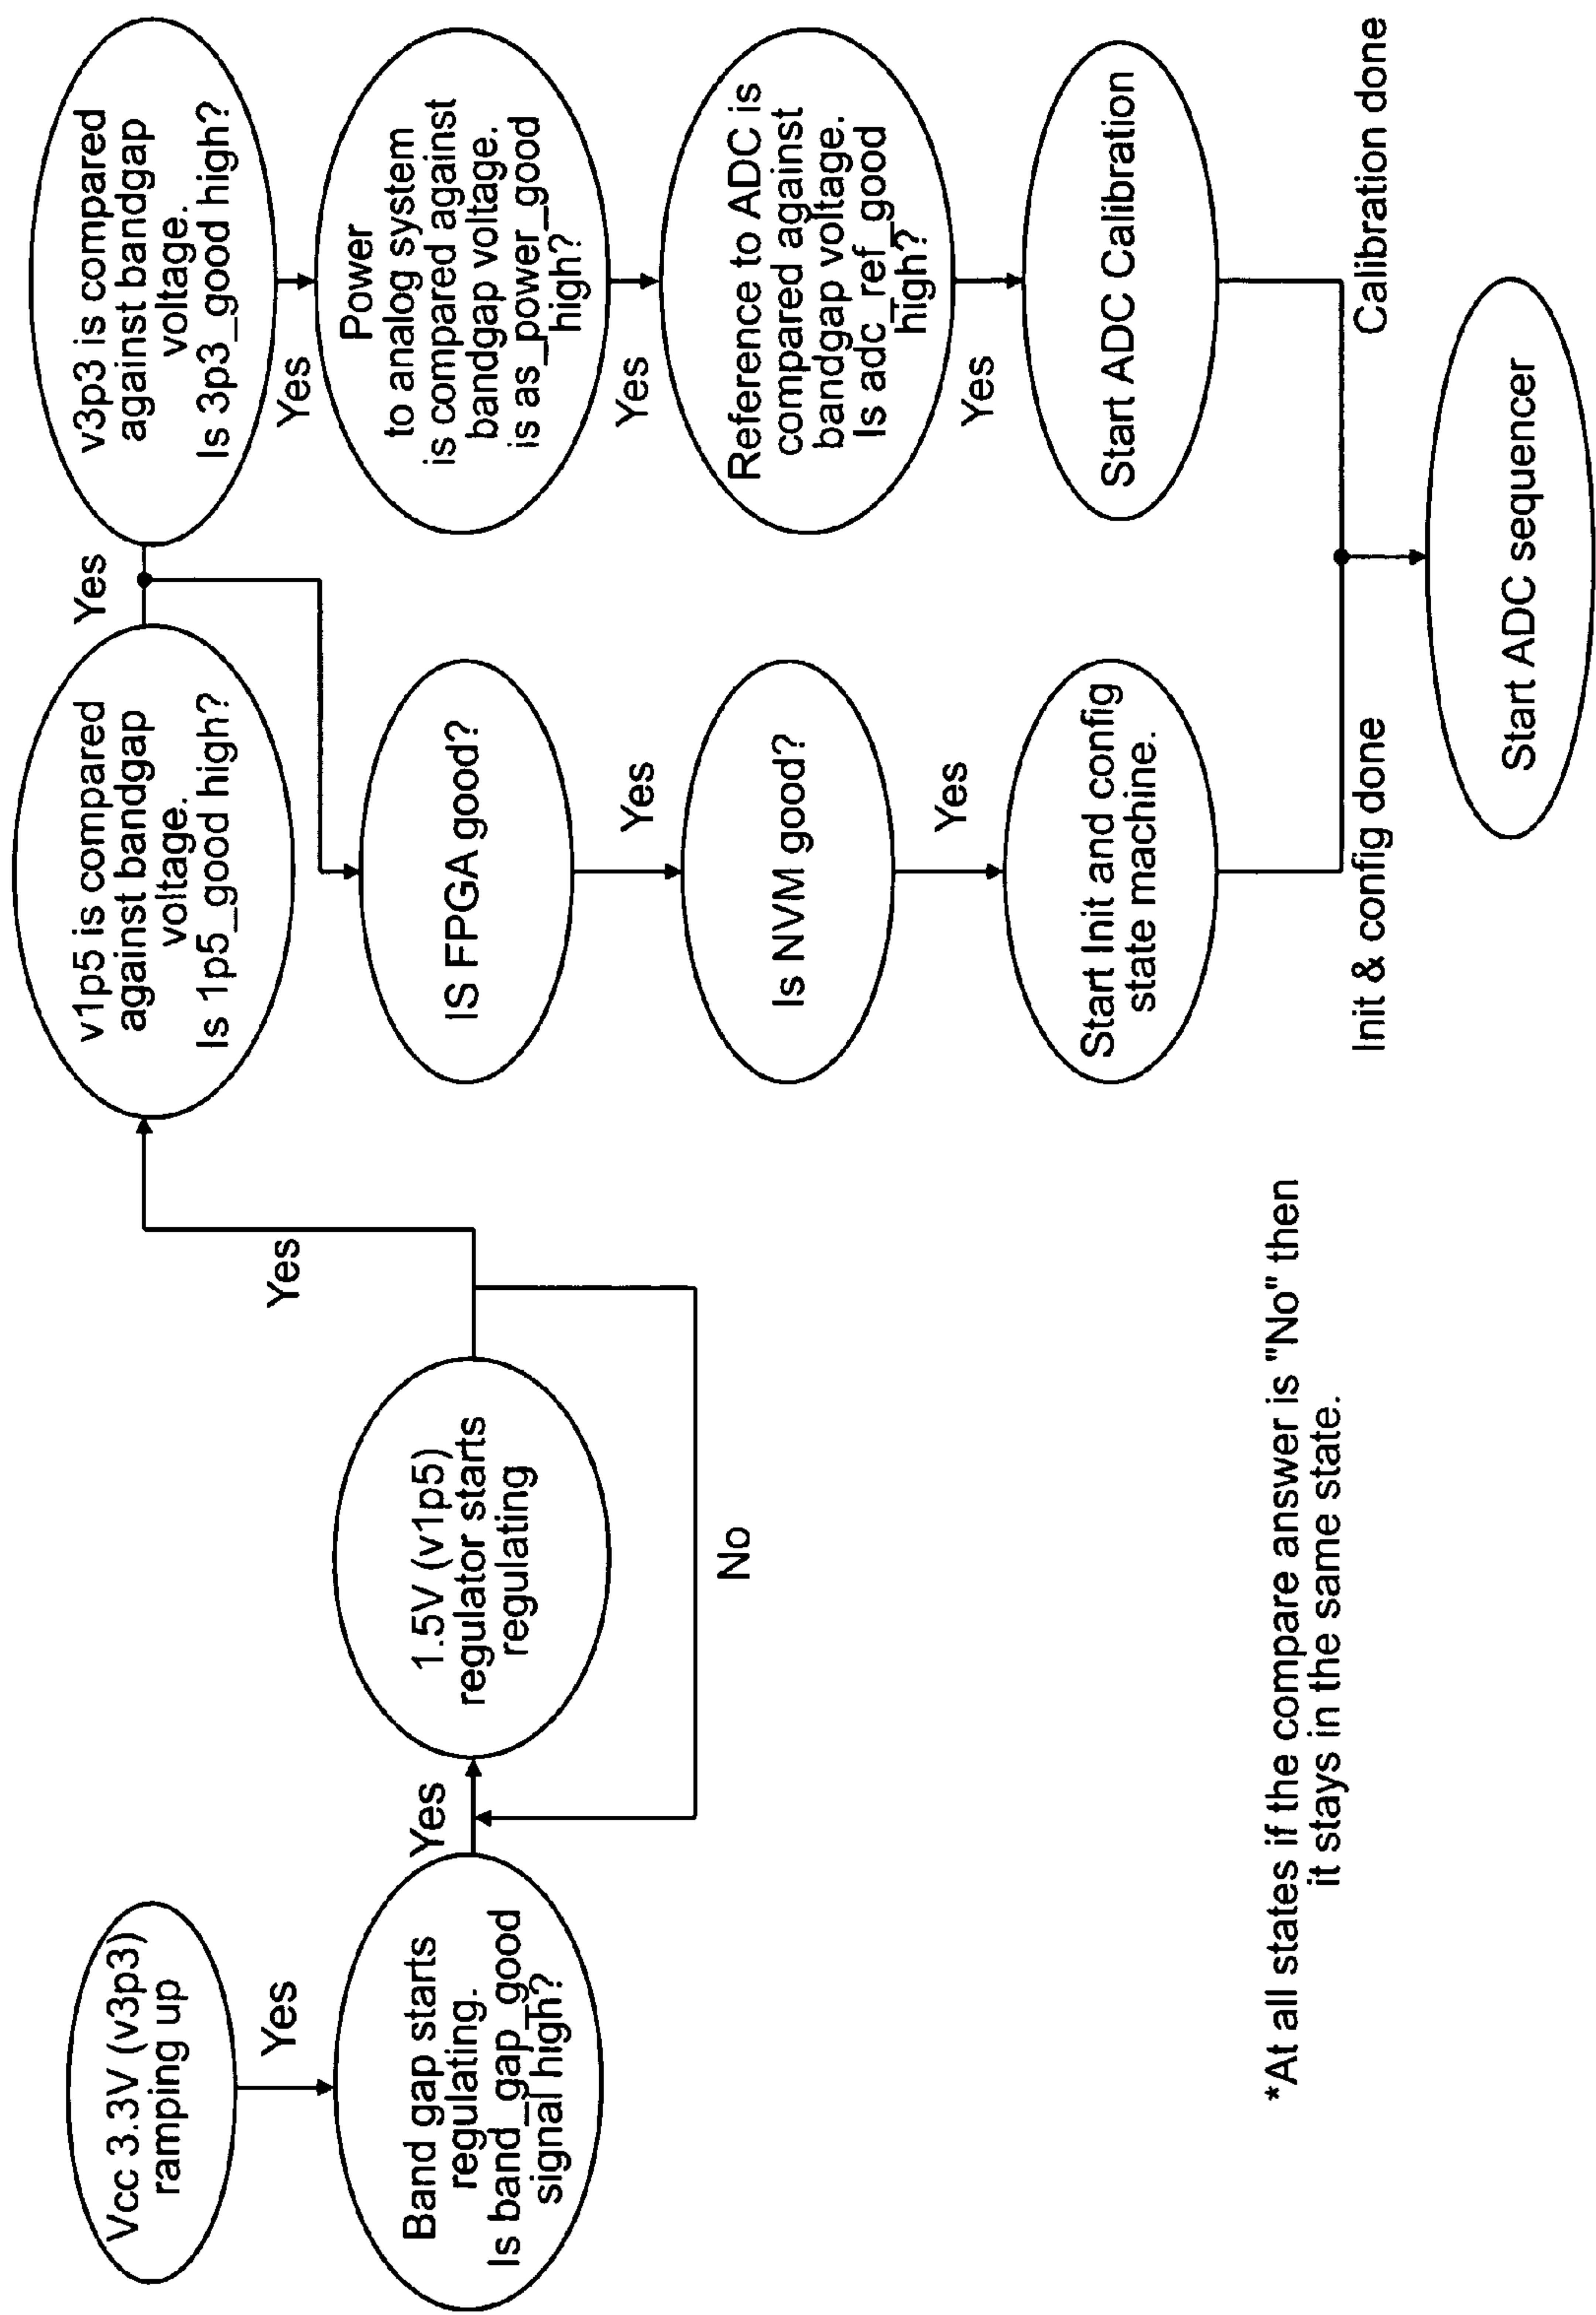 Vcc 3.3V (v3p3)
ramping up
Yes
Band gap starts
regulating.
Is band_gap_good
signal high?
Yes
1.5V (v1p5)
regulator starts
regulating
No
Yes
v1p5 is compared
against bandgap
voltage.
Is 1p5_good high?
Yes
IS FPGA good?
Yes
Is NVM good?
Yes
Start Init and config
state machine.
Init & config done
v3p3 is compared
against bandgap
voltage.
Is 3p3_good high?
Yes
Power
to analog system
is compared against
bandgap voltage.
is as_power_good
high?
Yes
Reference to ADC is
compared against
bandgap voltage.
Is adc_ref_good
high?
Yes
Start ADC Calibration
Calibration done
Start ADC sequencer
*At all states if the compare answer is "No" then
it stays in the same state.